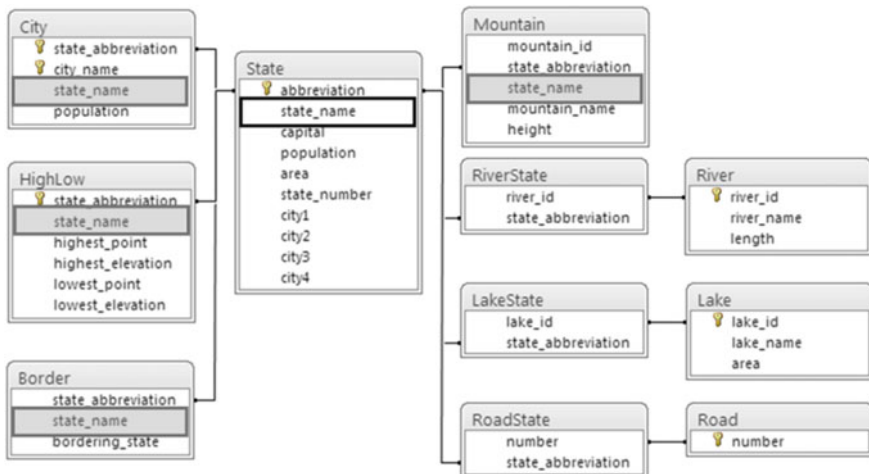 City
state_abbreviation
city_name
state_name
population
HighLow
state_abbreviation
state_name
highest_point
highest_elevation
lowest_point
lowest_elevation
Border
state_abbreviation
state_name
bordering_state
State
abbreviation
state_name
capital
population
area
state_number
city1
city2
city3
city4
Mountain
mountain_id
state_abbreviation
state_name
mountain_name
height
RiverState
river_id
state_abbreviation
River
river_id
river_name
length
LakeState
lake_id
state_abbreviation
Lake
lake_id
lake_name
area
RoadState
number
state_abbreviation
Road
number